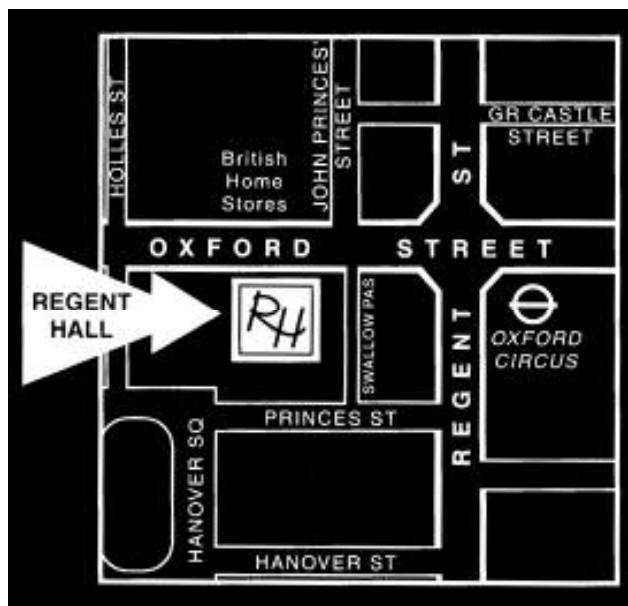 HOLLES ST
JOHN PRINCES'
STREET
British
Home
Stores
GR CASTLE
STREET
OXFORD STREET
REGENT ST
REGENT
HALL
RH
SWALLOW PAS
OXFORD
CIRCUS
PRINCES ST
HANOVER SQ
HANOVER ST